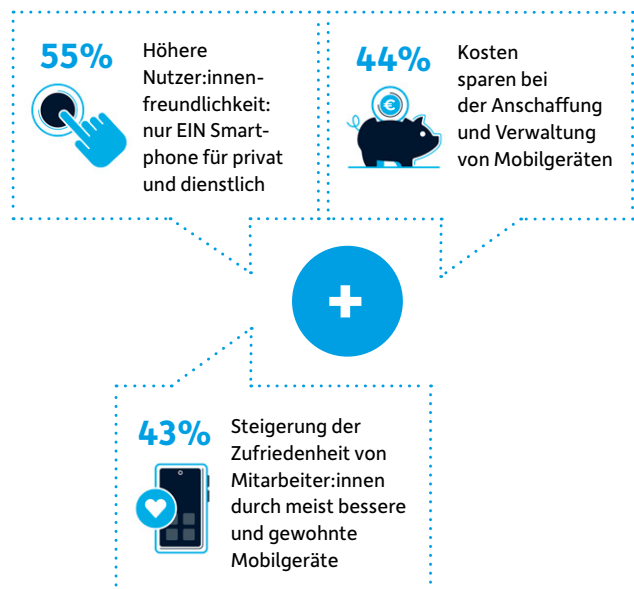 55%
Höhere
Nutzer:innen-
freundlichkeit:
nur EIN Smart-
phone für privat
und dienstlich
44%
Kosten
sparen bei
der Anschaffung
und Verwaltung
von Mobilgeräten
€
+
43%
Steigerung der
Zufriedenheit von
Mitarbeiter:innen
durch meist bessere
und gewohnte
Mobilgeräte